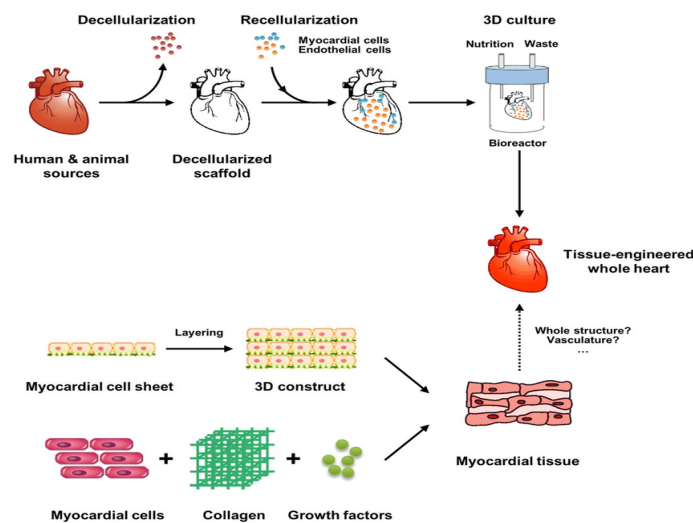 Decellularization
Recellularization
3D culture
Myocardial cells
Endothelial cells
Nutrition
Waste
Human & animal
sources
Decellularized
scaffold
Bioreactor
Tissue-engineered
whole heart
Whole structure?
Vasculature?
...
Layering
Myocardial cell sheet
3D construct
Myocardial tissue
Myocardial cells
+
Collagen
+
Growth factors